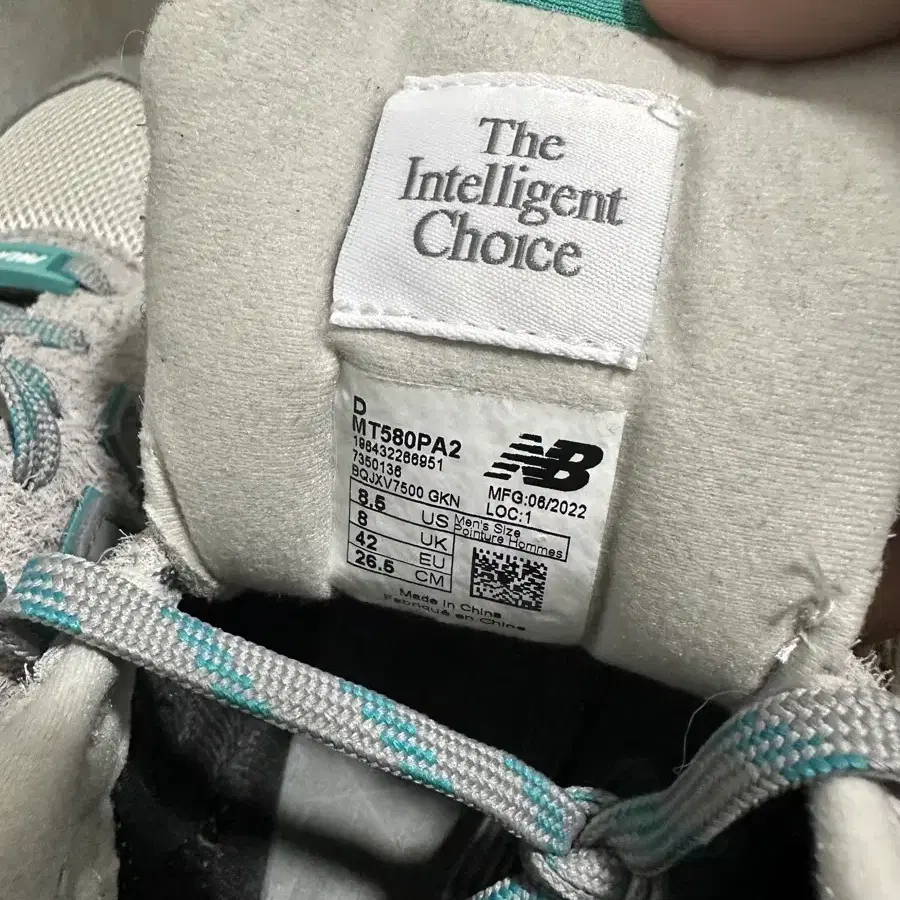 The
Intelligent
Choice
D
MT580PA2
196432266951
7350136
BQJXV7500 GKN
NB
MFG:06/2022
LOC:1
8.5 US
8 UK
42 EU
26.5 CM
Men's Size
Pointure Hommes
Made in China
Fabriqué en Chine